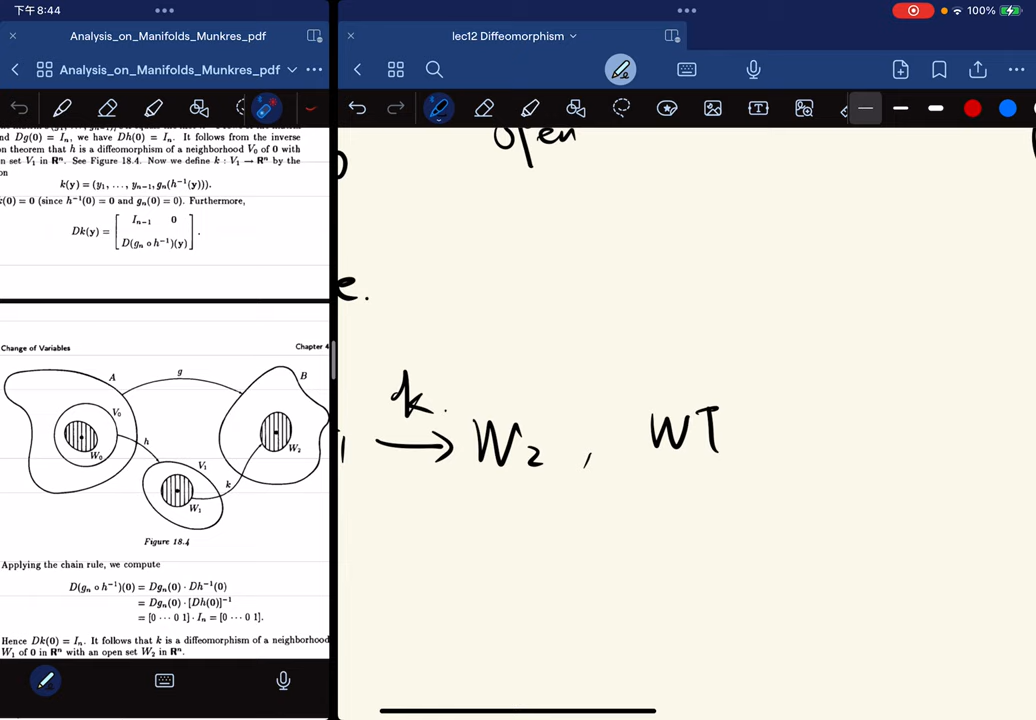 下午8:44
100%
Analysis_on_Manifolds_Munkres_pdf
lec12 Diffeomorphism
Analysis_on_Manifolds_Munkres_pdf
nd Dg(0) = Iₙ, we have Dh(0) = Iₙ. It follows from the inverse
on theorem that h is a diffeomorphism of a neighborhood V₀ of 0 with
n set V₁ in Rⁿ. See Figure 18.4. Now we define k : V₁ → Rⁿ by the
on
k(y) = (y₁, . . . , yₙ₋₁, gₙ(h⁻¹(y))).
k(0) = 0 (since h⁻¹(0) = 0 and gₙ(0) = 0). Furthermore,
Dk(y) = [ Iₙ₋₁ 0
D(gₙ ∘ h⁻¹)(y) ] .
Change of Variables
Chapter 4
A
g
B
V₀
W₀
h
V₁
W₁
k
W₂
Figure 18.4
Applying the chain rule, we compute
D(gₙ ∘ h⁻¹)(0) = Dgₙ(0) · Dh⁻¹(0)
= Dgₙ(0) · [Dh(0)]⁻¹
= [0 ··· 0 1] · Iₙ = [0 ··· 0 1].
Hence Dk(0) = Iₙ. It follows that k is a diffeomorphism of a neighborhood
W₁ of 0 in Rⁿ with an open set W₂ in Rⁿ.
open
e.
k
→ W₂ , WT